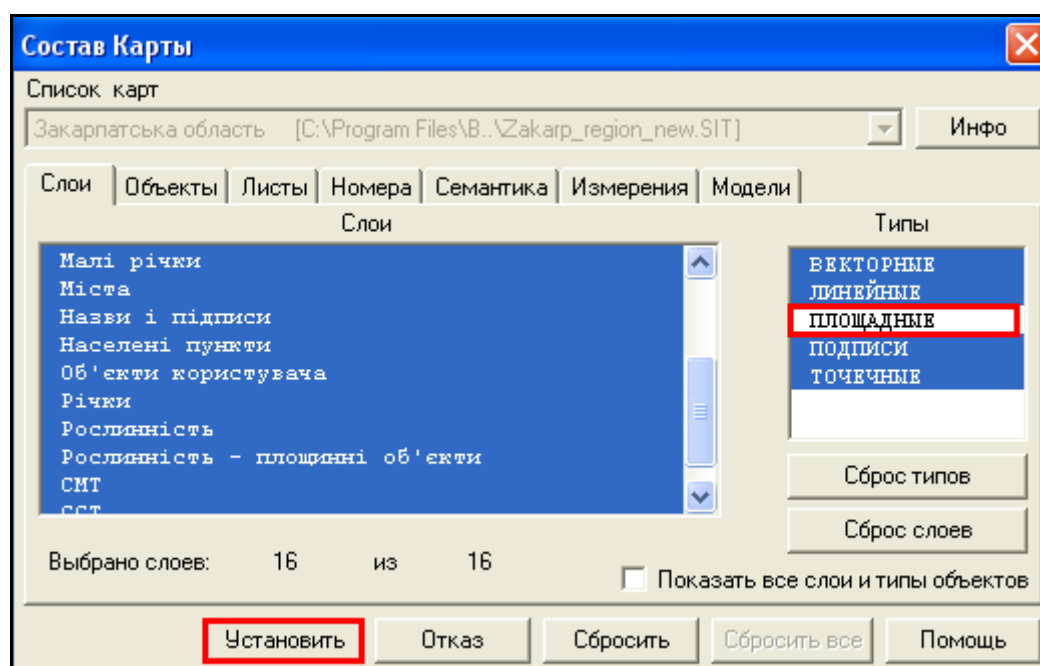 Состав Карты
Список карт
Закарпатська область [C:\Program Files\B..\Zakarp_region_new.SIT]
Инфо
Слои Объекты Листы Номера Семантика Измерения Модели
Слои
Типы
Малі річки
Міста
Назви і підписи
Населені пункти
Об'єкти користувача
Річки
Рослинність
Рослинність - площинні об'єкти
СМТ
ССТ
ВЕКТОРНЫЕ
ЛИНЕЙНЫЕ
ПЛОЩАДНЫЕ
ПОДПИСИ
ТОЧЕЧНЫЕ
Сброс типов
Сброс слоев
Выбрано слоев: 16 из 16
Показать все слои и типы объектов
Установить Отказ Сбросить Сбросить все Помощь